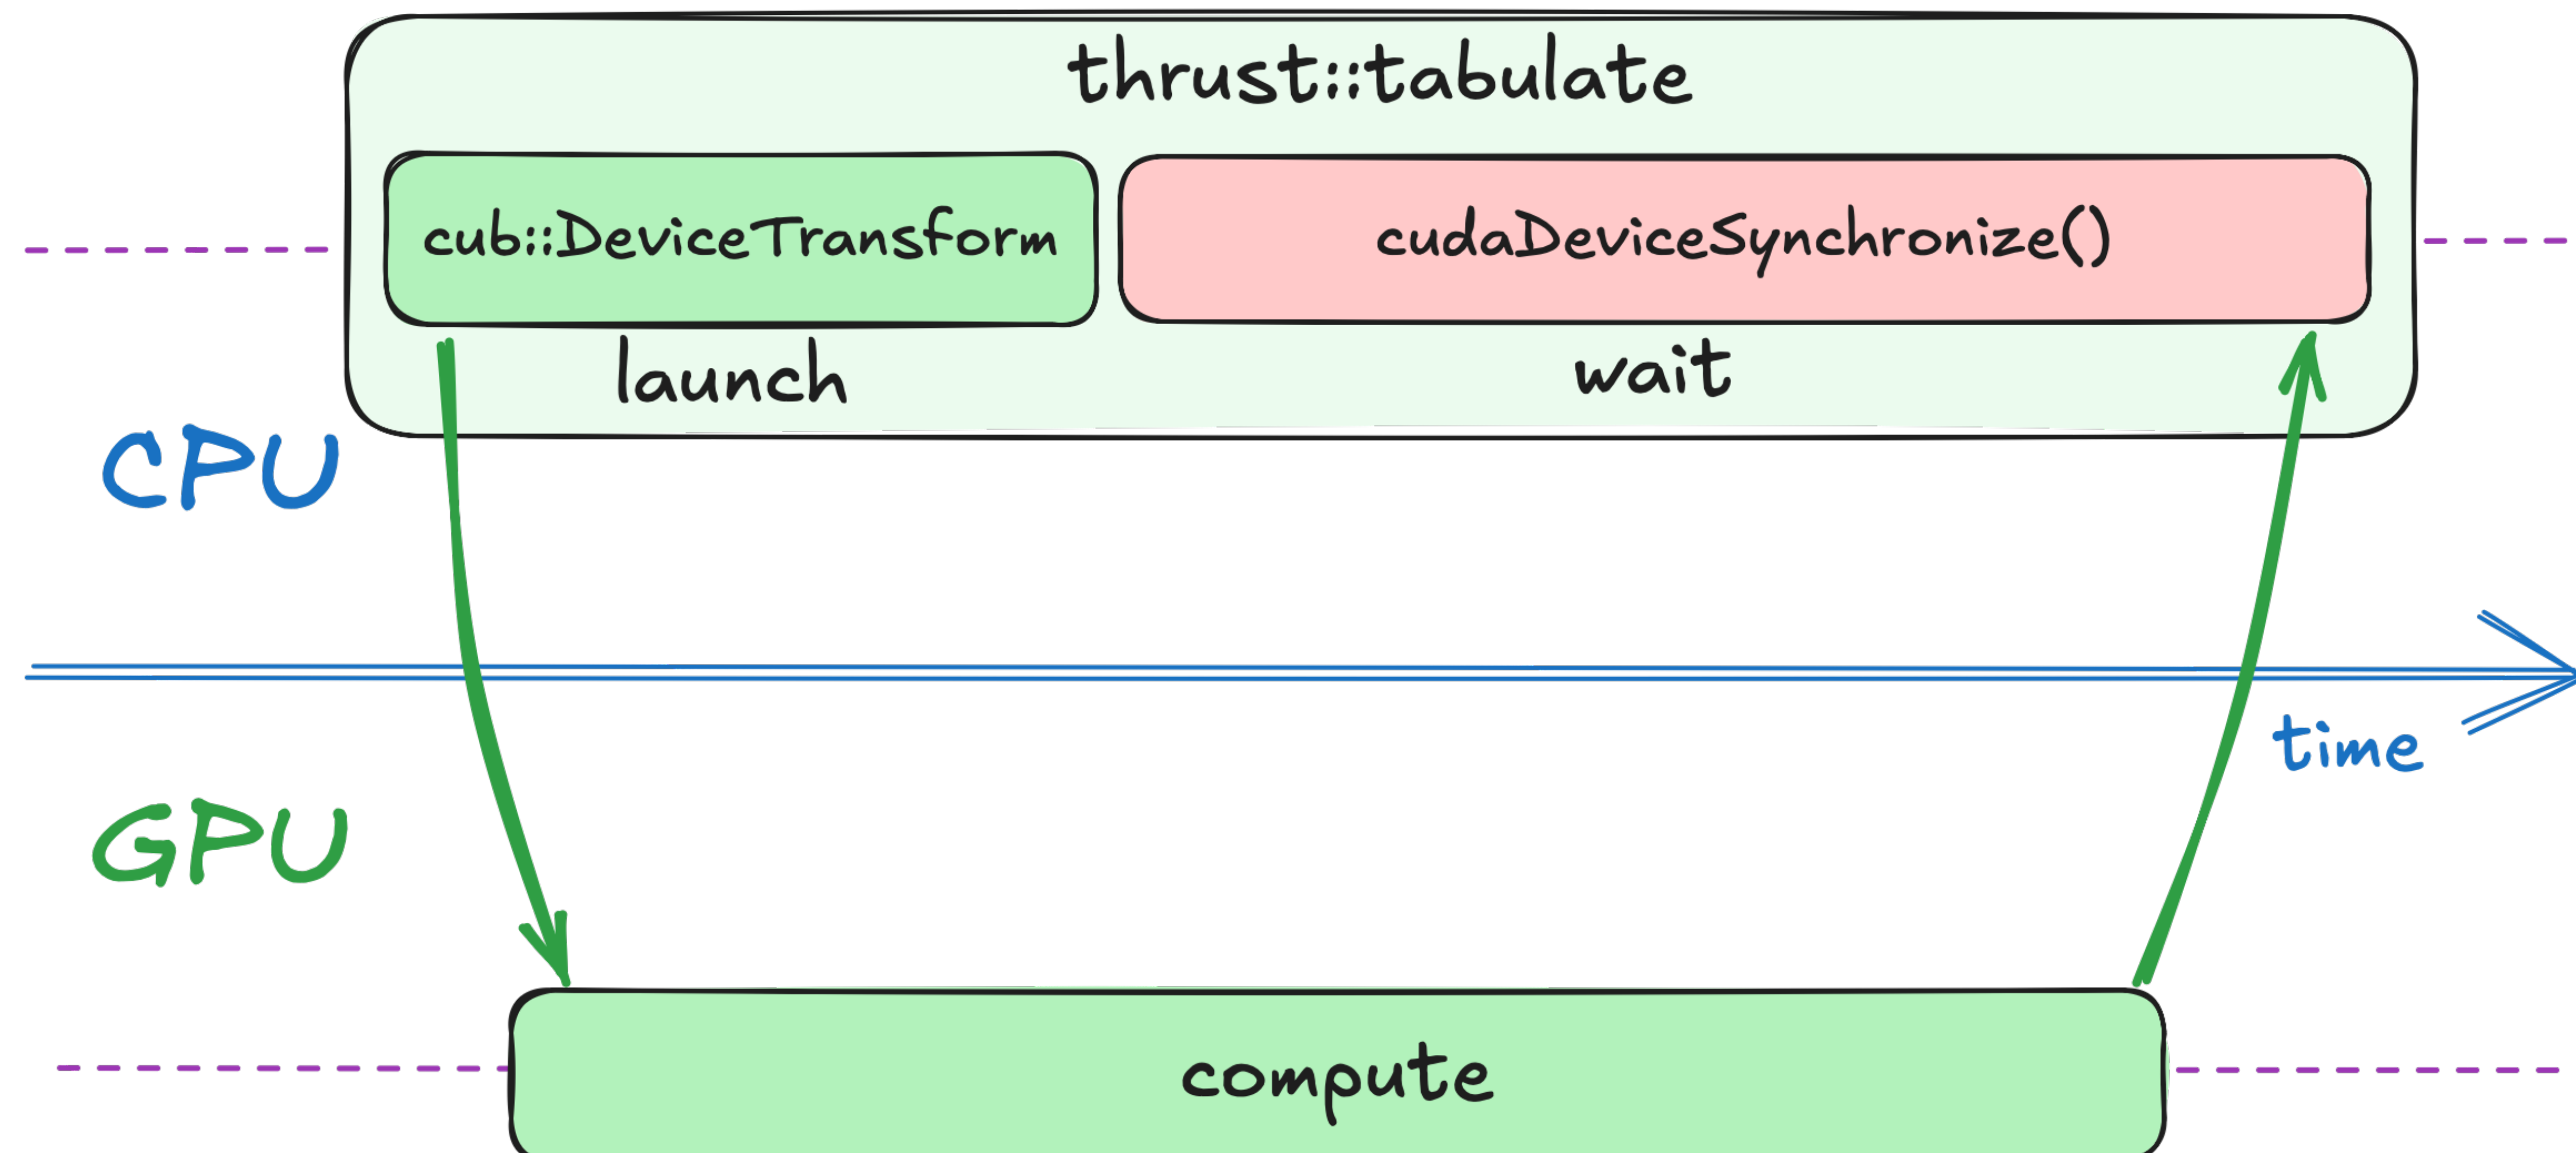 thrust::tabulate
cub::DeviceTransform
cudaDeviceSynchronize()
launch
wait
CPU
time
GPU
compute